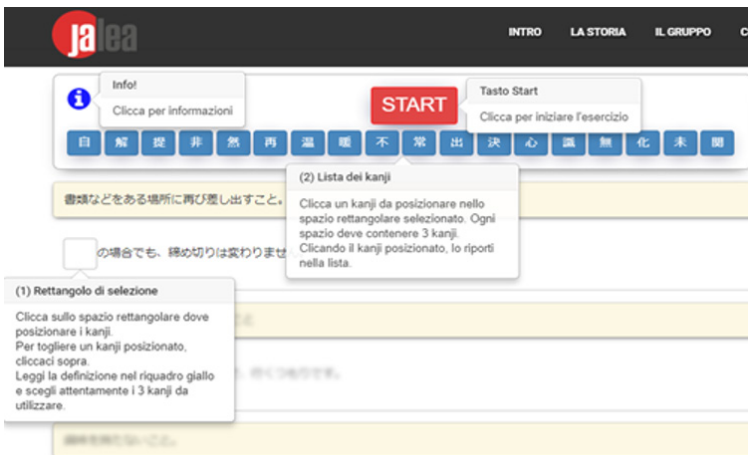 jalea
INTRO LA STORIA IL GRUPPO C
Info!
Clicca per informazioni
START
Tasto Start
Clicca per iniziare l'esercizio
自 解 提 非 然 再 温 暖 不 常 出 決 心 識 無 化 未 関
(2) Lista dei kanji
Clicca un kanji da posizionare nello
spazio rettangolare selezionato. Ogni
spazio deve contenere 3 kanji.
Clicando il kanji posizionato, lo riporti
nella lista.
書類などをある場所に再び差し出すこと。
の場合でも、締め切りは変わりませ
(1) Rettangolo di selezione
Clicca sullo spazio rettangolare dove
posizionare i kanji.
Per togliere un kanji posizionato,
cliccaci sopra.
Leggi la definizione nel riquadro giallo
e scegli attentamente i 3 kanji da
utilizzare.